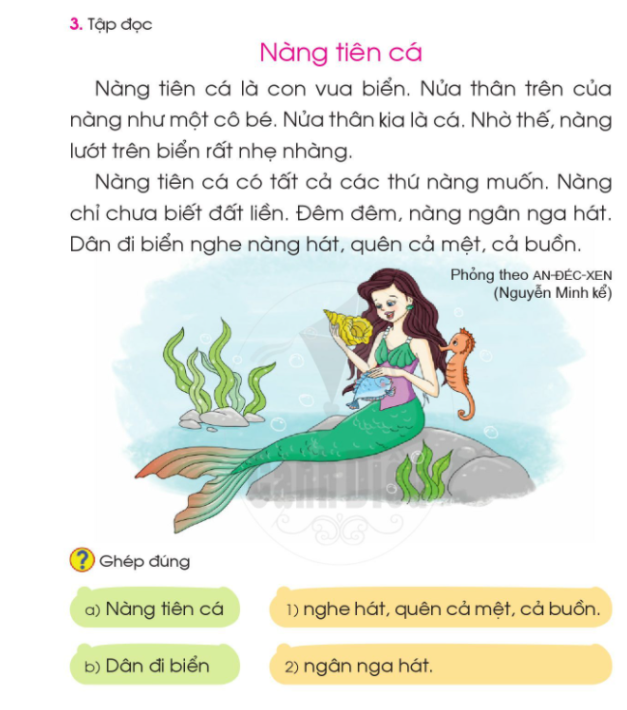 3. Tập đọc
Nàng tiên cá
Nàng tiên cá là con vua biển. Nửa thân trên của
nàng như một cô bé. Nửa thân kia là cá. Nhờ thế, nàng
lướt trên biển rất nhẹ nhàng.
Nàng tiên cá có tất cả các thứ nàng muốn. Nàng
chỉ chưa biết đất liền. Đêm đêm, nàng ngân nga hát.
Dân đi biển nghe nàng hát, quên cả mệt, cả buồn.
Phỏng theo AN-ĐÉC-XEN
(Nguyễn Minh kể)
Cánh Diều
? Ghép đúng
a) Nàng tiên cá
1) nghe hát, quên cả mệt, cả buồn.
b) Dân đi biển
2) ngân nga hát.